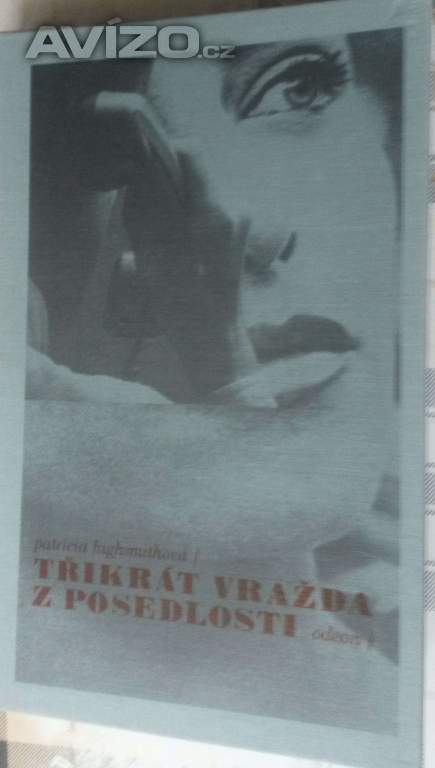 AVÍZO.cz
patricia highsmithová /
TŘIKRÁT VRAŽDA
Z POSEDLOSTI odeon